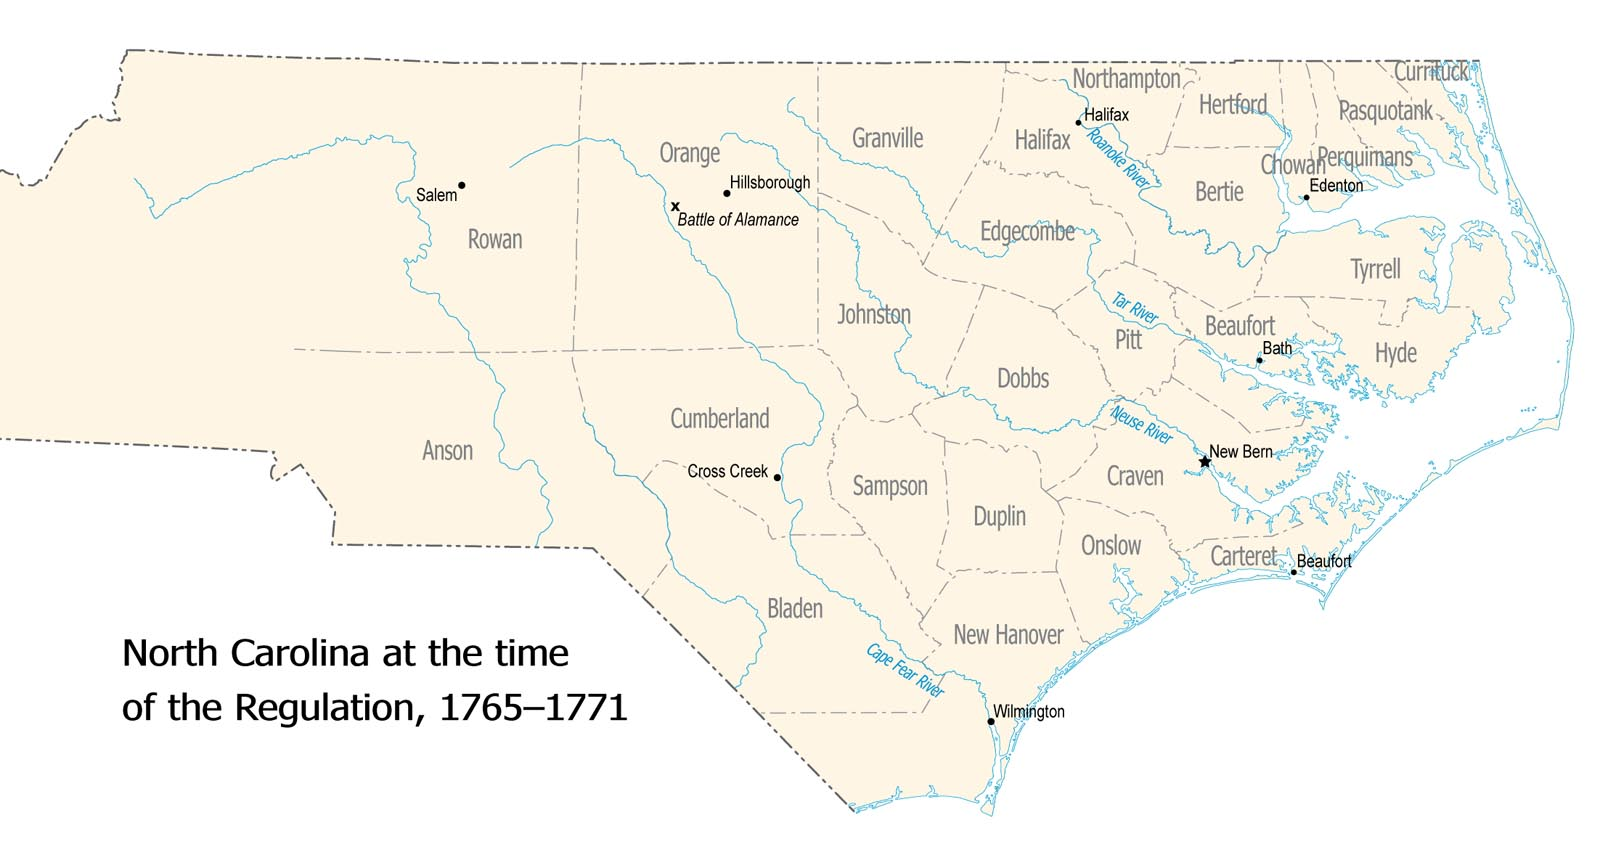 Currituck
Northampton
Hertford
Pasquotank
Halifax
Granville
Halifax
Roanoke River
Orange
Chowan
Perquimans
Hillsborough
Salem
Bertie
Edenton
Battle of Alamance
Rowan
Edgecombe
Tyrrell
Johnston
Tar River
Beaufort
Pitt
Bath
Hyde
Dobbs
Cumberland
Neuse River
Anson
New Bern
Cross Creek
Craven
Sampson
Duplin
Onslow
Carteret
Beaufort
Bladen
New Hanover
North Carolina at the time
of the Regulation, 1765–1771
Cape Fear River
Wilmington